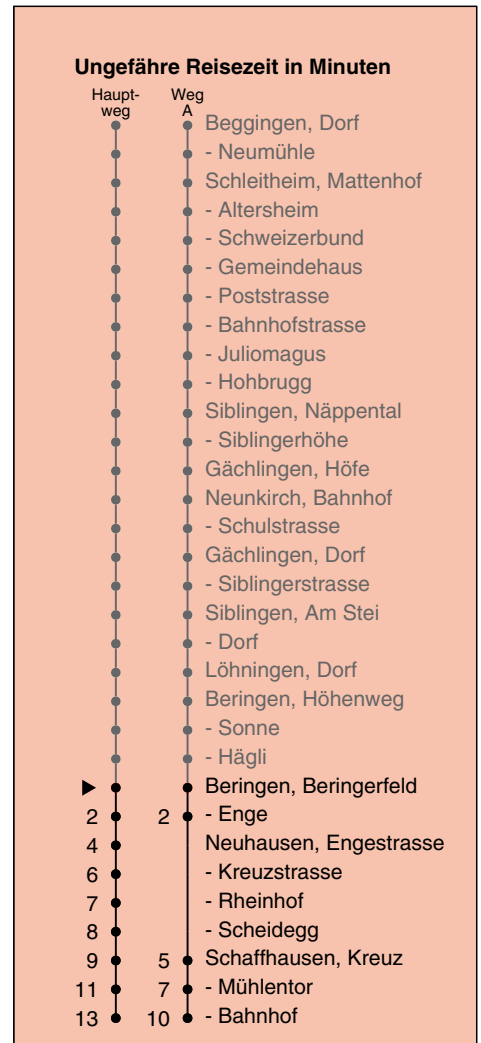 Ungefähre Reisezeit in Minuten
Haupt- Weg
weg A
Beggingen, Dorf
- Neumühle
Schleitheim, Mattenhof
- Altersheim
- Schweizerbund
- Gemeindehaus
- Poststrasse
- Bahnhofstrasse
- Juliomagus
- Hohbrugg
Siblingen, Näppental
- Siblingerhöhe
Gächlingen, Höfe
Neunkirch, Bahnhof
- Schulstrasse
Gächlingen, Dorf
- Siblingerstrasse
Siblingen, Am Stei
- Dorf
Löhningen, Dorf
Beringen, Höhenweg
- Sonne
- Hägli
Beringen, Beringerfeld
2 2 - Enge
4 Neuhausen, Engestrasse
6 - Kreuzstrasse
7 - Rheinhof
8 - Scheidegg
9 5 Schaffhausen, Kreuz
11 7 - Mühlentor
13 10 - Bahnhof